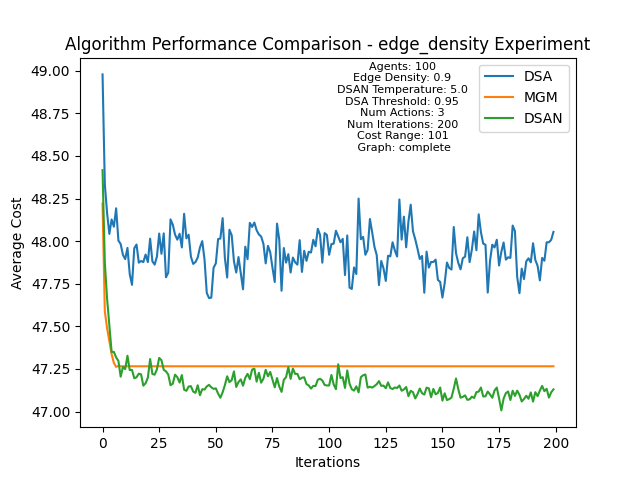 Algorithm Performance Comparison - edge_density Experiment
Agents: 100
Edge Density: 0.9
DSAN Temperature: 5.0
DSA Threshold: 0.95
Num Actions: 3
Num Iterations: 200
Cost Range: 101
Graph: complete
DSA
MGM
DSAN
49.00
48.75
48.50
48.25
48.00
47.75
47.50
47.25
47.00
Average Cost
0 25 50 75 100 125 150 175 200
Iterations